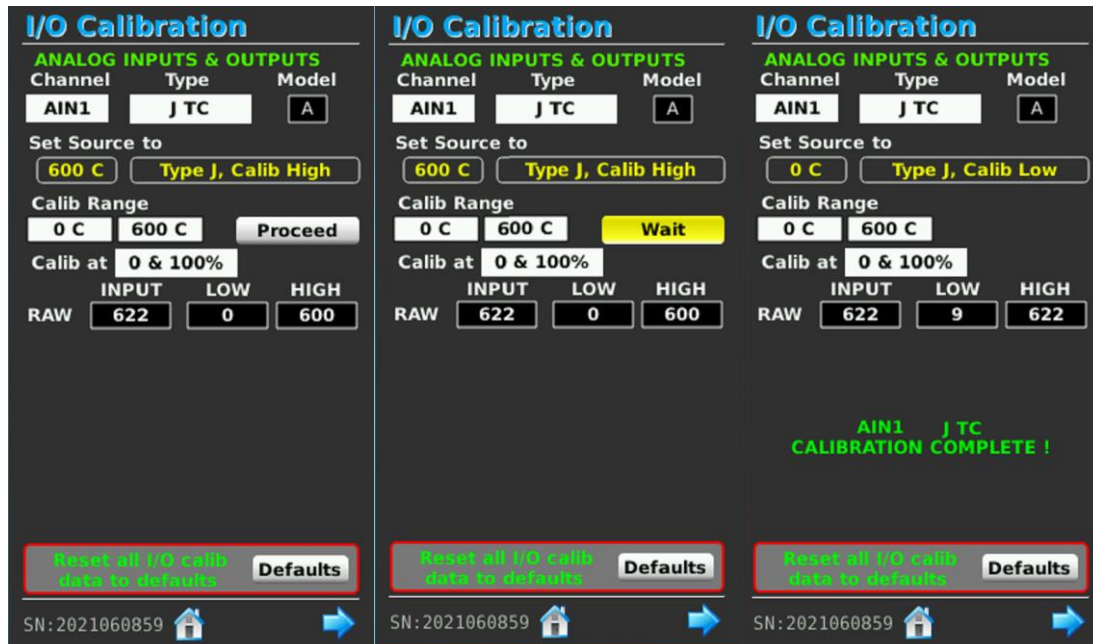 I/O Calibration
ANALOG INPUTS & OUTPUTS
Channel Type Model
AIN1 J TC A
Set Source to
600 C Type J, Calib High
Calib Range
0 C 600 C Proceed
Calib at 0 & 100%
INPUT LOW HIGH
RAW 622 0 600
Reset all I/O calib
data to defaults
Defaults
SN:2021060859
I/O Calibration
ANALOG INPUTS & OUTPUTS
Channel Type Model
AIN1 J TC A
Set Source to
600 C Type J, Calib High
Calib Range
0 C 600 C Wait
Calib at 0 & 100%
INPUT LOW HIGH
RAW 622 0 600
Reset all I/O calib
data to defaults
Defaults
SN:2021060859
I/O Calibration
ANALOG INPUTS & OUTPUTS
Channel Type Model
AIN1 J TC A
Set Source to
0 C Type J, Calib Low
Calib Range
0 C 600 C
Calib at 0 & 100%
INPUT LOW HIGH
RAW 622 9 622
AIN1 J TC
CALIBRATION COMPLETE !
Reset all I/O calib
data to defaults
Defaults
SN:2021060859